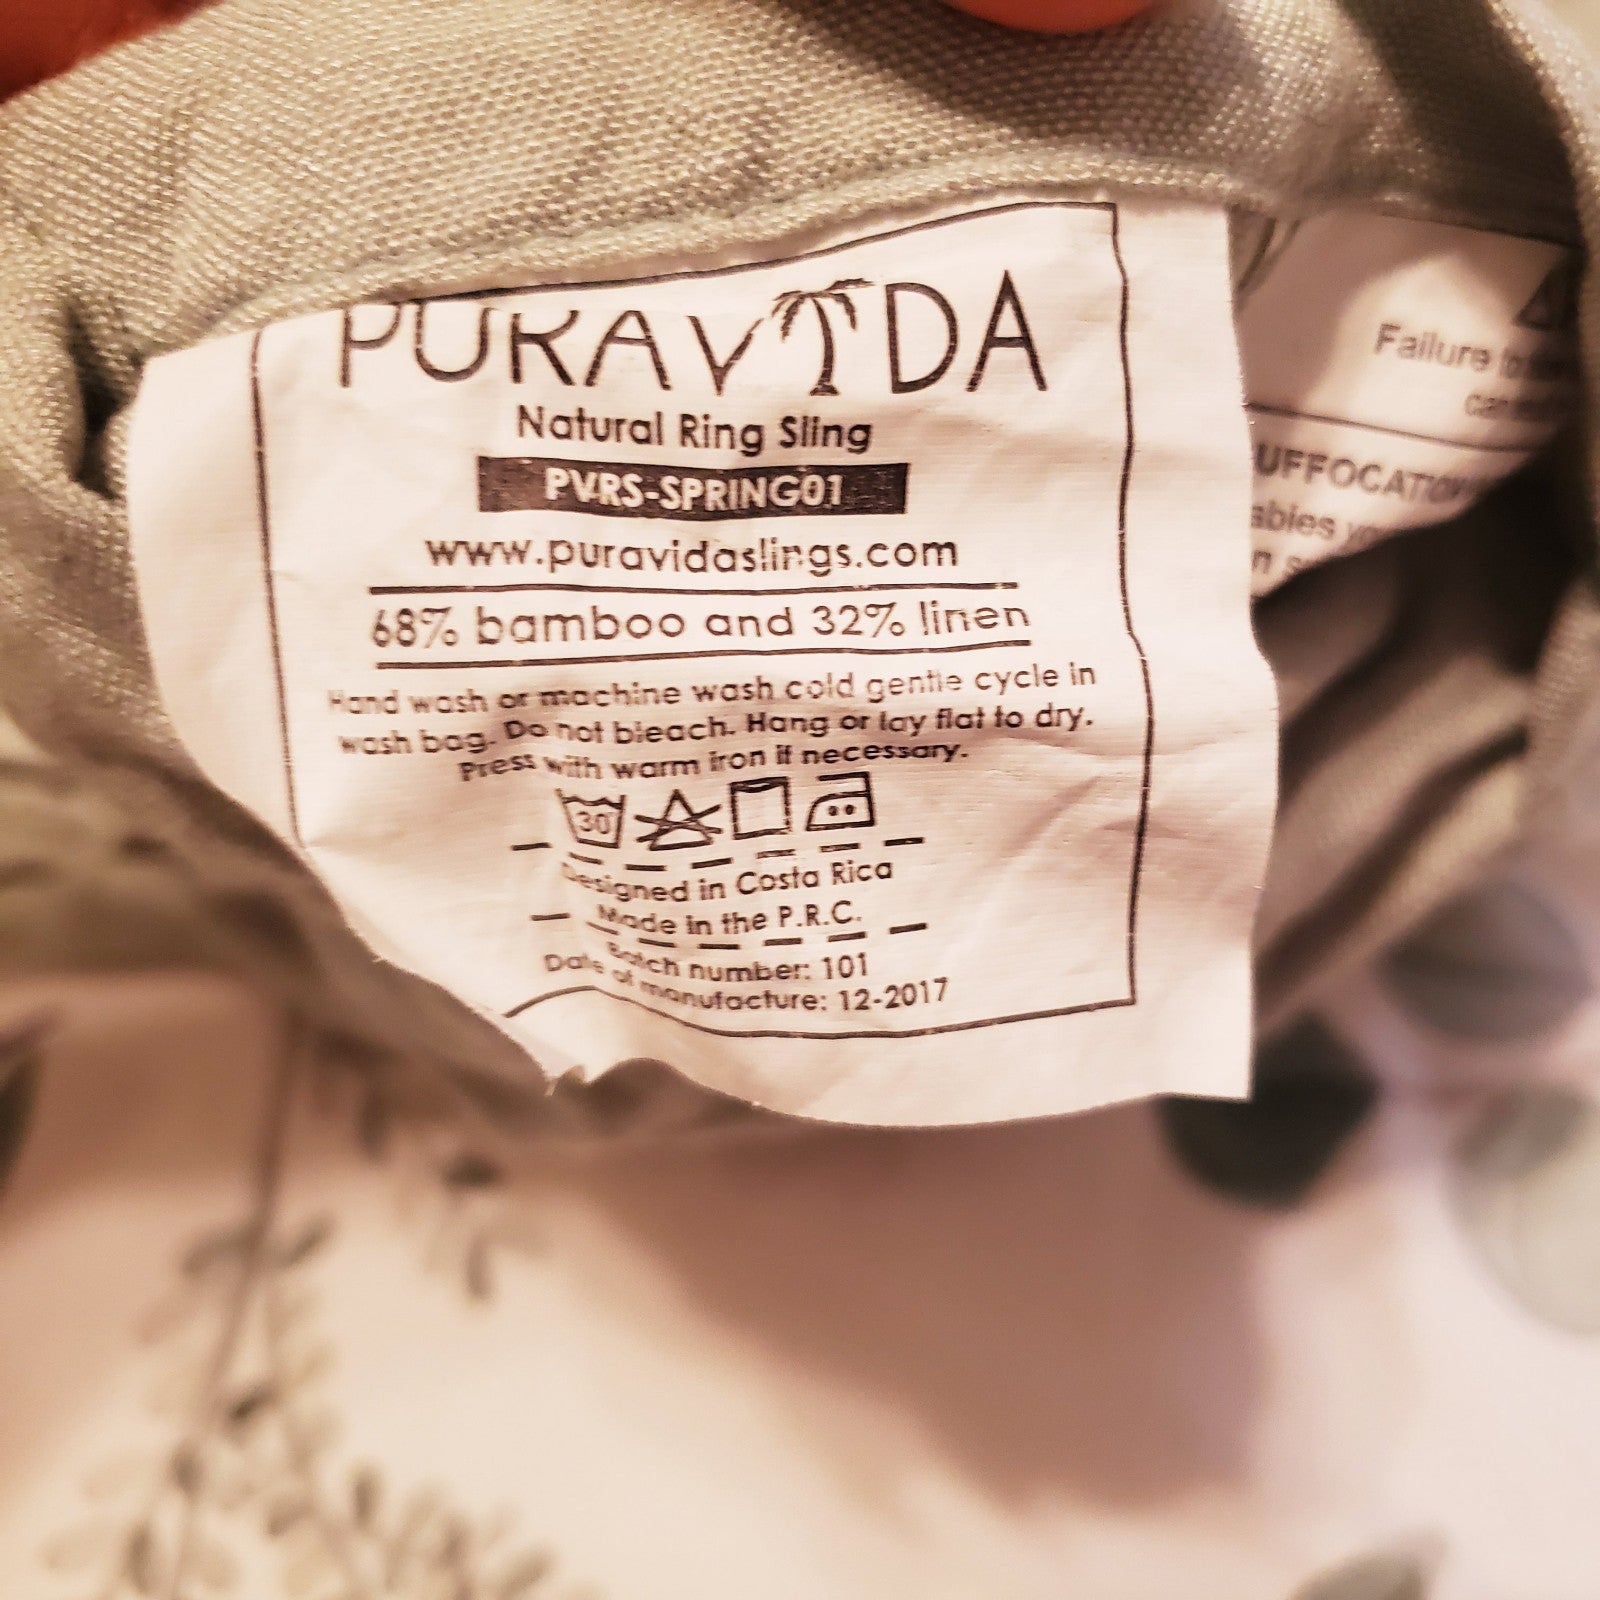 PURAVIDA
Natural Ring Sling
PVRS-SPRING01
www.puravidaslings.com
68% bamboo and 32% linen
Hand wash or machine wash cold gentle cycle in
wash bag. Do not bleach. Hang or lay flat to dry.
Press with warm iron if necessary.
30
Designed in Costa Rica
Made in the P.R.C.
Batch number: 101
Date of manufacture: 12-2017
Failure
can
UFFOCATION
ables